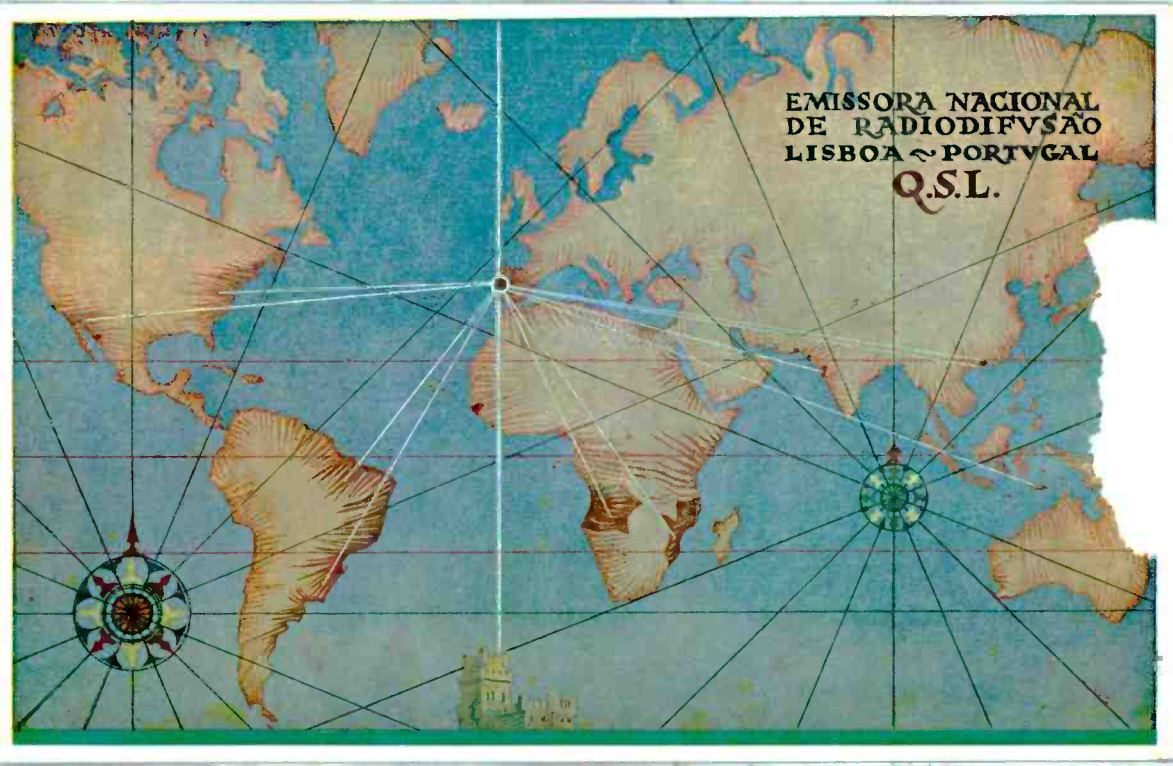 EMISSORA NACIONAL
DE RADIODIFVSÃO
LISBOA ~ PORTVGAL
Q.S.L.